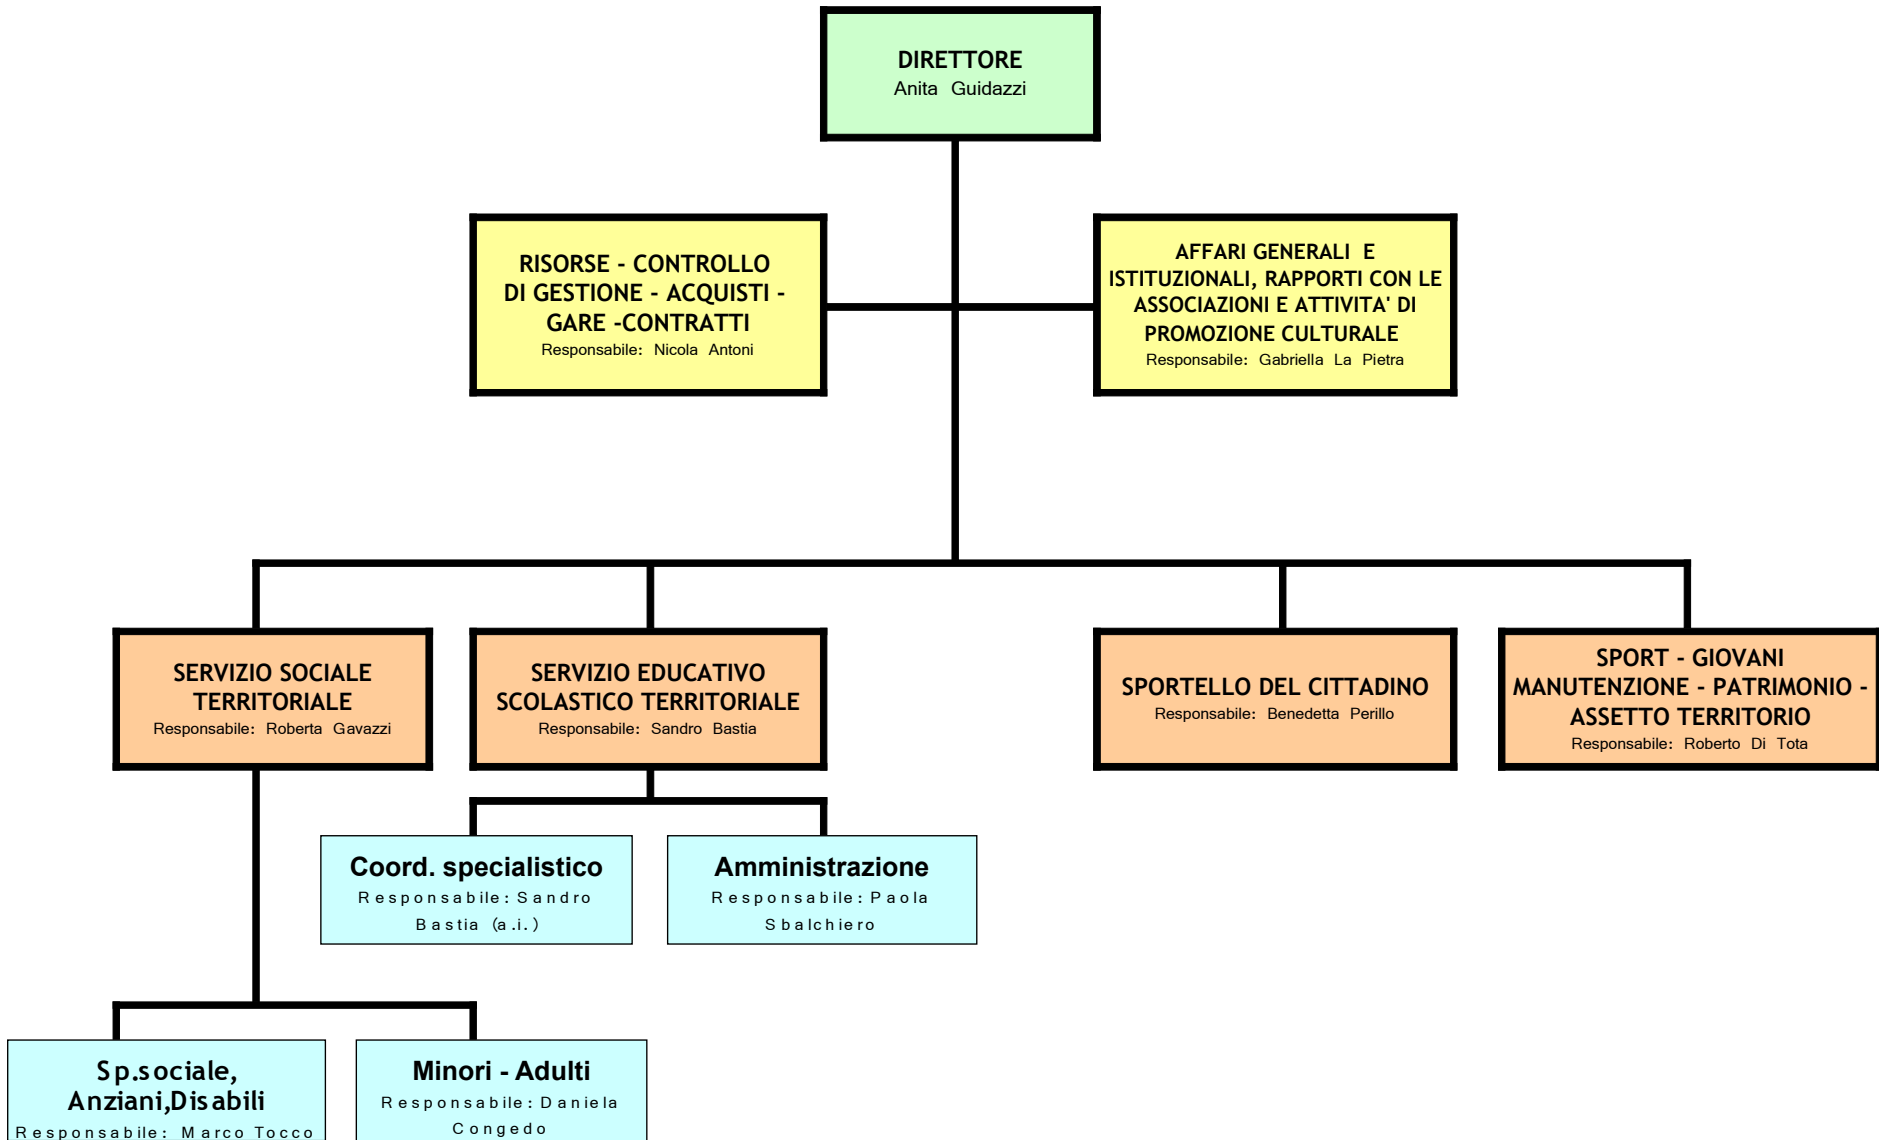 DIRETTORE
Anita Guidazzi
RISORSE - CONTROLLO
DI GESTIONE - ACQUISTI -
GARE -CONTRATTI
Responsabile: Nicola Antoni
AFFARI GENERALI E
ISTITUZIONALI, RAPPORTI CON LE
ASSOCIAZIONI E ATTIVITA' DI
PROMOZIONE CULTURALE
Responsabile: Gabriella La Pietra
SERVIZIO SOCIALE
TERRITORIALE
Responsabile: Roberta Gavazzi
SERVIZIO EDUCATIVO
SCOLASTICO TERRITORIALE
Responsabile: Sandro Bastia
SPORTELLO DEL CITTADINO
Responsabile: Benedetta Perillo
SPORT - GIOVANI
MANUTENZIONE - PATRIMONIO -
ASSETTO TERRITORIO
Responsabile: Roberto Di Tota
Coord. specialistico
Responsabile: Sandro
Bastia (a.i.)
Amministrazione
Responsabile: Paola
Sbalchiero
Sp.sociale,
Anziani,Disabili
Responsabile: Marco Tocco
Minori - Adulti
Responsabile: Daniela
Congedo